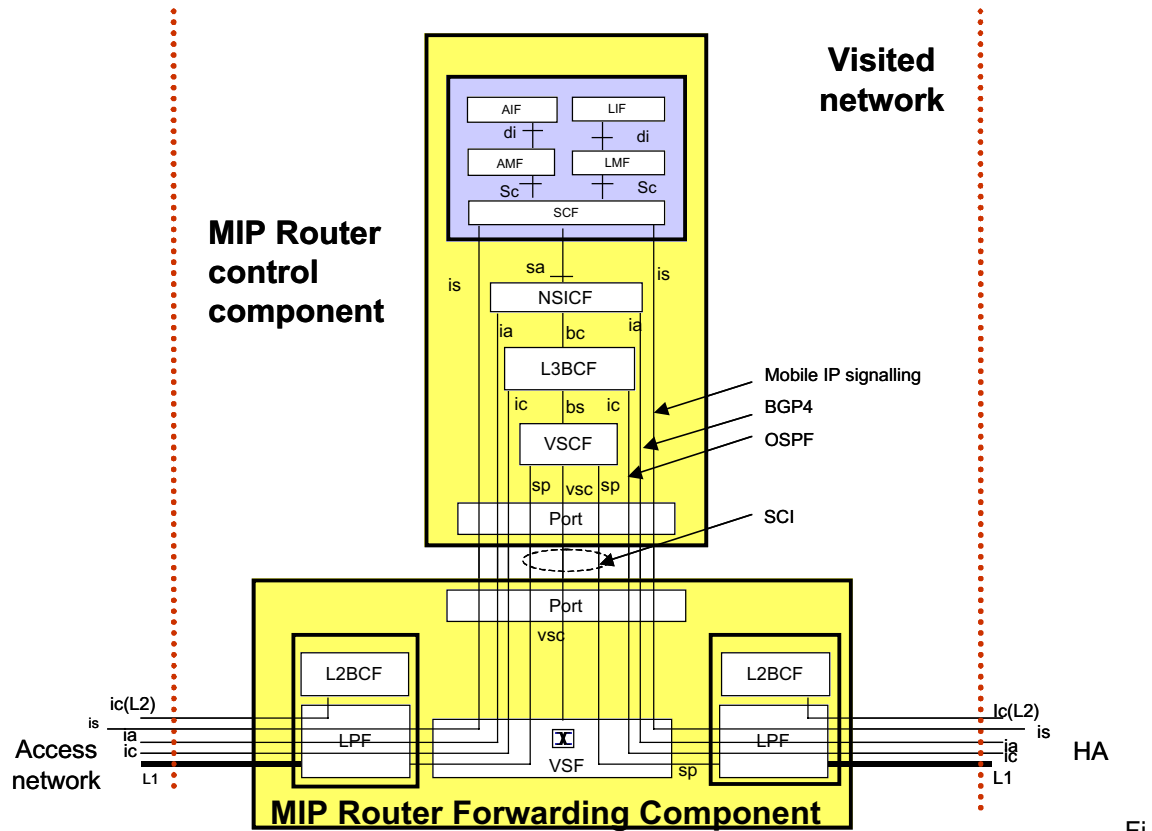 Visited
network
AIF
LIF
di
di
AMF
LMF
Sc
Sc
SCF
MIP Router
control
component
sa
is
is
NSICF
ia
bc
ia
L3BCF
Mobile IP signalling
ic
bs
ic
BGP4
VSCF
OSPF
sp
vsc
sp
Port
SCI
Port
vsc
L2BCF
L2BCF
ic(L2)
Ic(L2)
is
is
ia
LPF
VSF
LPF
ia
Access
network
ic
ic
HA
L1
sp
L1
MIP Router Forwarding Component
Fi